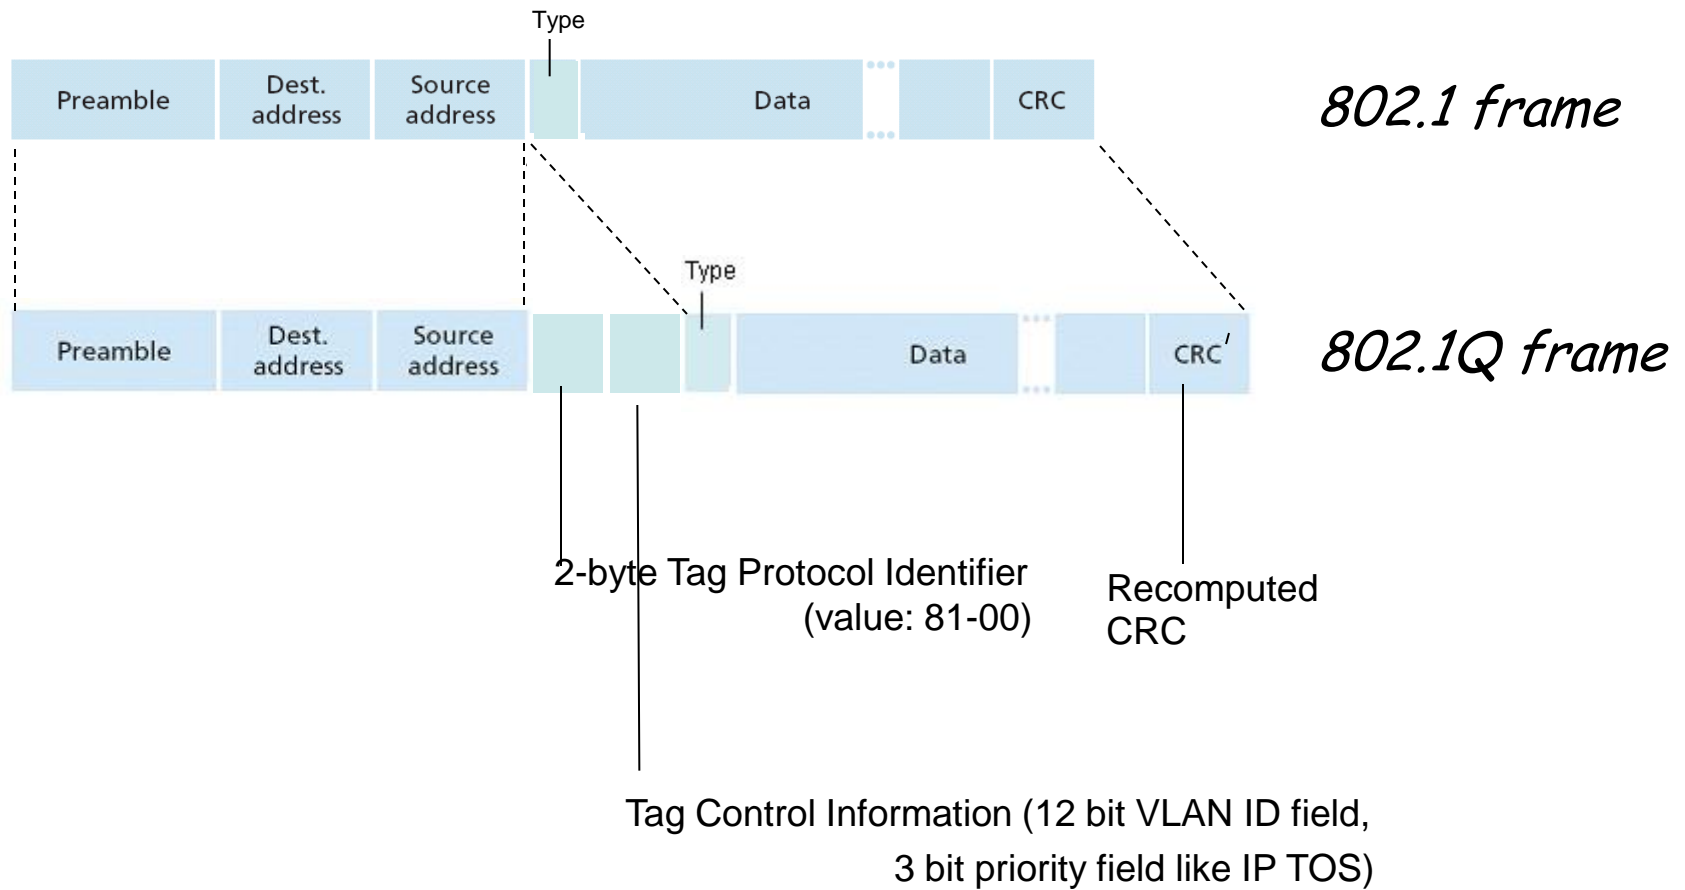 Type
Preamble
Dest.
address
Source
address
Data
CRC
802.1 frame
Type
Preamble
Dest.
address
Source
address
Data
CRC'
802.1Q frame
2-byte Tag Protocol Identifier
(value: 81-00)
Recomputed
CRC
Tag Control Information (12 bit VLAN ID field,
3 bit priority field like IP TOS)